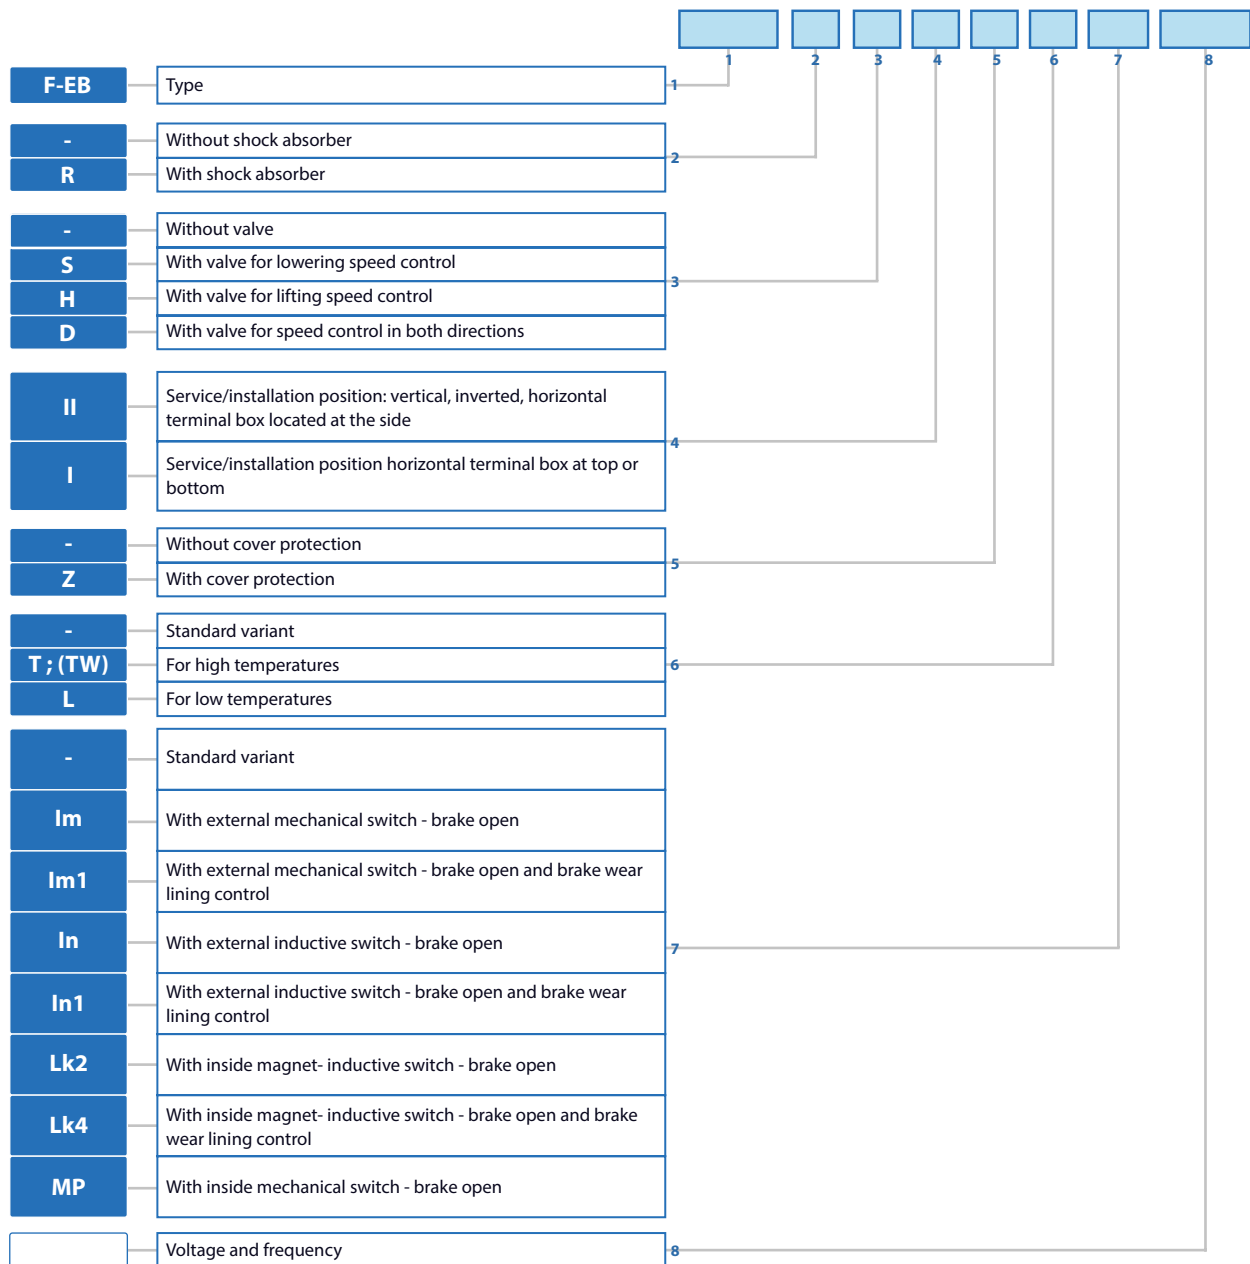 1 2 3 4 5 6 7 8
F-EB Type 1
- Without shock absorber
2
R With shock absorber
- Without valve
S With valve for lowering speed control
3
H With valve for lifting speed control
D With valve for speed control in both directions
II Service/installation position: vertical, inverted, horizontal
terminal box located at the side
4
I Service/installation position horizontal terminal box at top or
bottom
- Without cover protection
5
Z With cover protection
- Standard variant
T ; (TW) For high temperatures 6
L For low temperatures
- Standard variant
Im With external mechanical switch - brake open
Im1 With external mechanical switch - brake open and brake wear
lining control
In With external inductive switch - brake open 7
In1 With external inductive switch - brake open and brake wear
lining control
Lk2 With inside magnet- inductive switch - brake open
Lk4 With inside magnet- inductive switch - brake open and brake
wear lining control
MP With inside mechanical switch - brake open
Voltage and frequency 8